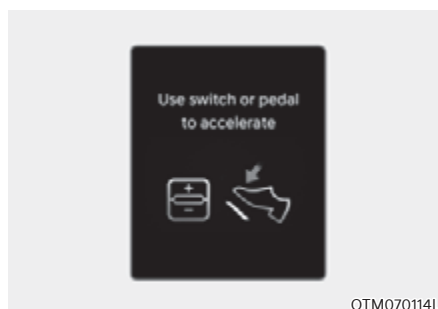 Use switch or pedal
to accelerate
+
-
OTM070114L